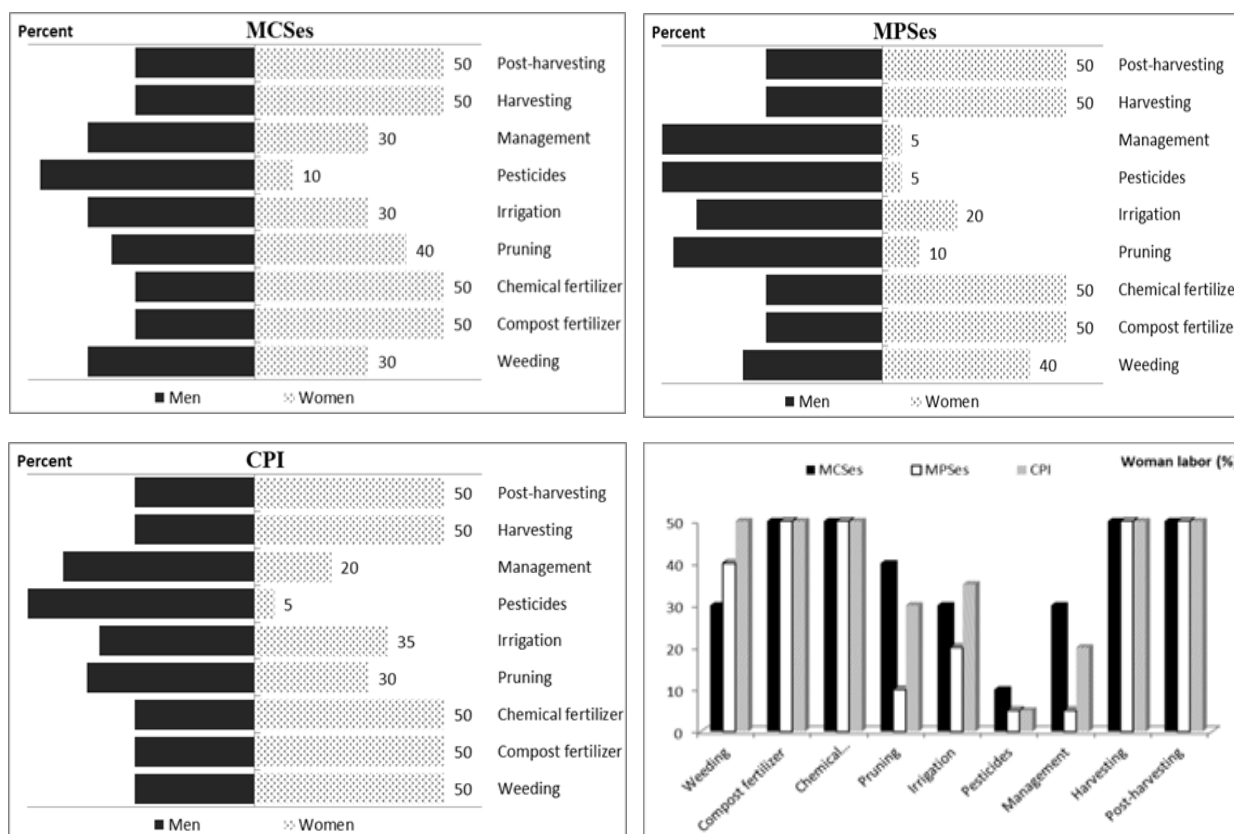 Percent MCSes
50 Post-harvesting
50 Harvesting
30 Management
10 Pesticides
30 Irrigation
40 Pruning
50 Chemical fertilizer
50 Compost fertilizer
30 Weeding
Men Women
Percent MPSes
50 Post-harvesting
50 Harvesting
5 Management
5 Pesticides
20 Irrigation
10 Pruning
50 Chemical fertilize
50 Compost fertilize
40 Weeding
Men Women
Percent CPI
50 Post-harvesting
50 Harvesting
20 Management
5 Pesticides
35 Irrigation
30 Pruning
50 Chemical fertilizer
50 Compost fertilizer
50 Weeding
Men Women
MCSes MPSes CPI Woman labor (%)
50
40
30
20
10
0
Weeding
Compost fertilizer
Chemical...
Pruning
Irrigation
Pesticides
Management
Harvesting
Post-harvesting